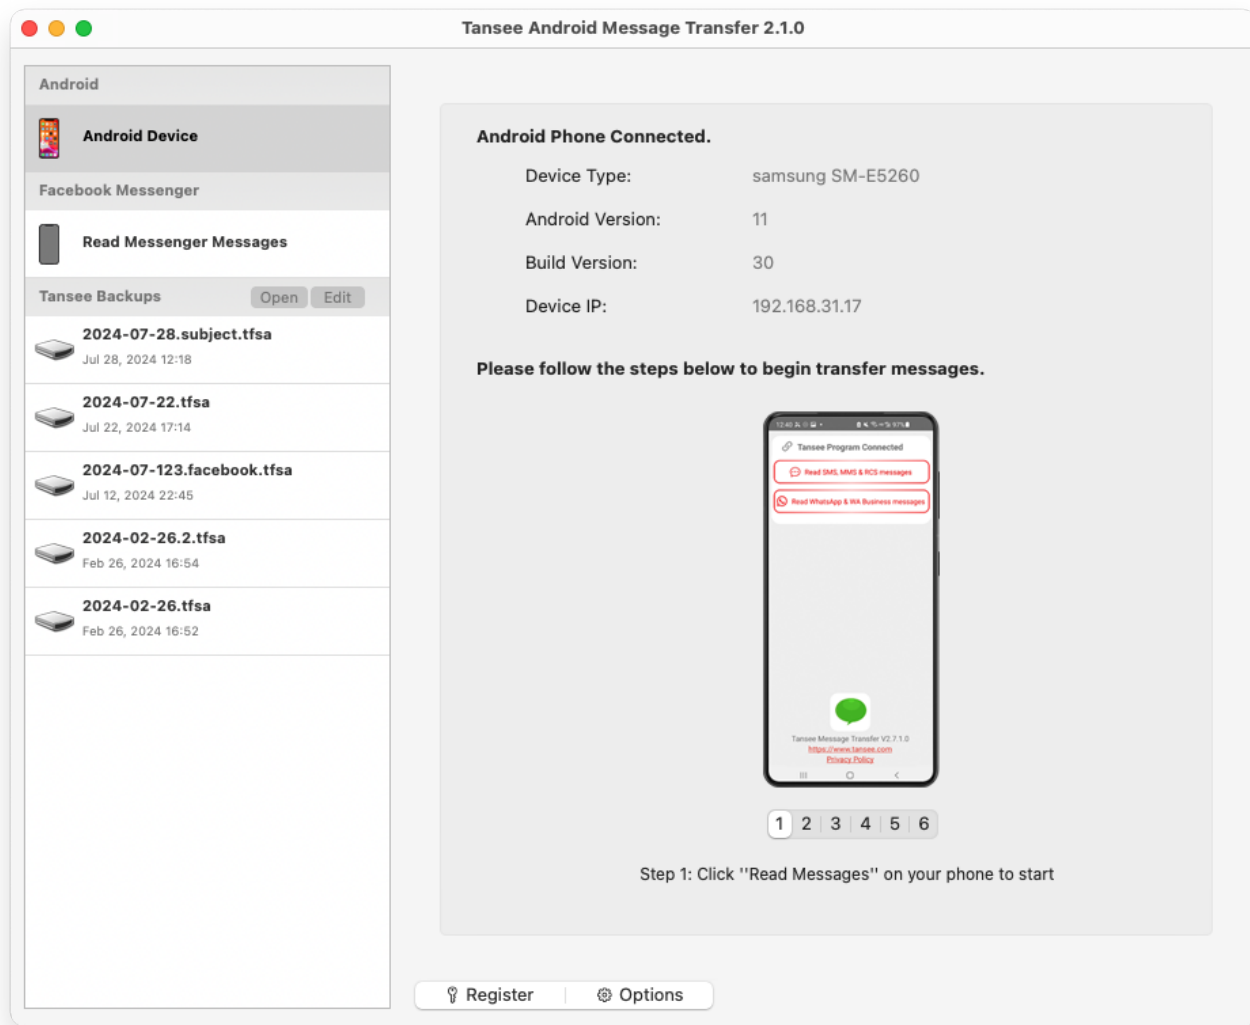 Tansee Android Message Transfer 2.1.0
Android
Android Device
Facebook Messenger
Read Messenger Messages
Tansee Backups Open Edit
2024-07-28.subject.tfsa
Jul 28, 2024 12:18
2024-07-22.tfsa
Jul 22, 2024 17:14
2024-07-123.facebook.tfsa
Jul 12, 2024 22:45
2024-02-26.2.tfsa
Feb 26, 2024 16:54
2024-02-26.tfsa
Feb 26, 2024 16:52
Android Phone Connected.
Device Type: samsung SM-E5260
Android Version: 11
Build Version: 30
Device IP: 192.168.31.17
Please follow the steps below to begin transfer messages.
12:40 97%
Tansee Program Connected
Read SMS, MMS & RCS messages
Read WhatsApp & WA Business messages
Tansee Message Transfer V2.7.1.0
https://www.tansee.com
Privacy Policy
1 2 3 4 5 6
Step 1: Click ''Read Messages'' on your phone to start
Register Options